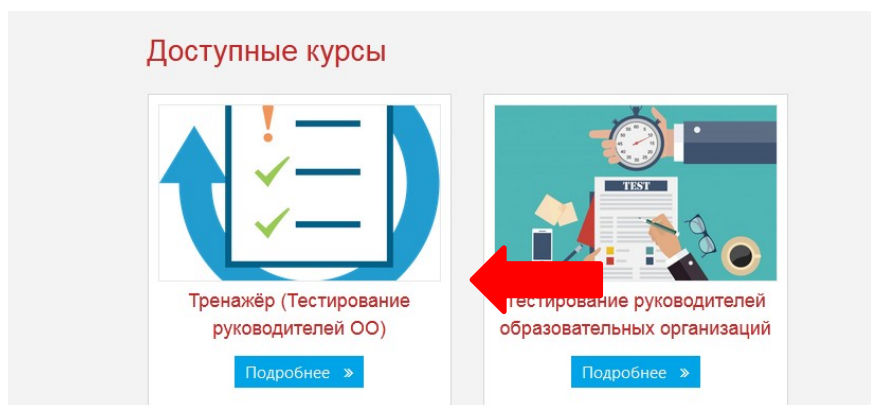 Доступные курсы
TEST
Тренажёр (Тестирование
руководителей ОО)
Подробнее »
Тестирование руководителей
образовательных организаций
Подробнее »